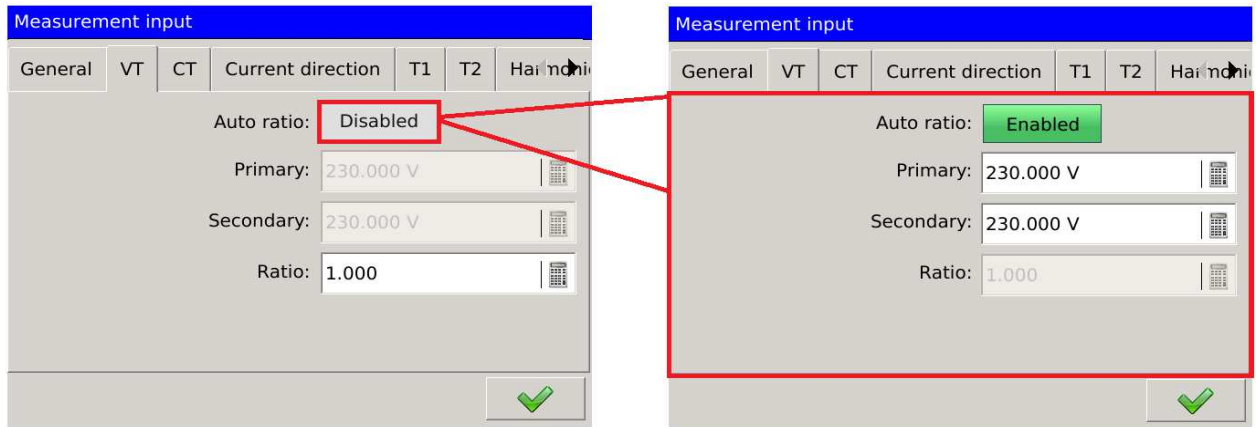 Measurement input
General VT CT Current direction T1 T2 Harmoni
Auto ratio: Disabled
Primary: 230.000 V
Secondary: 230.000 V
Ratio: 1.000
Measurement input
General VT CT Current direction T1 T2 Harmoni
Auto ratio: Enabled
Primary: 230.000 V
Secondary: 230.000 V
Ratio: 1.000